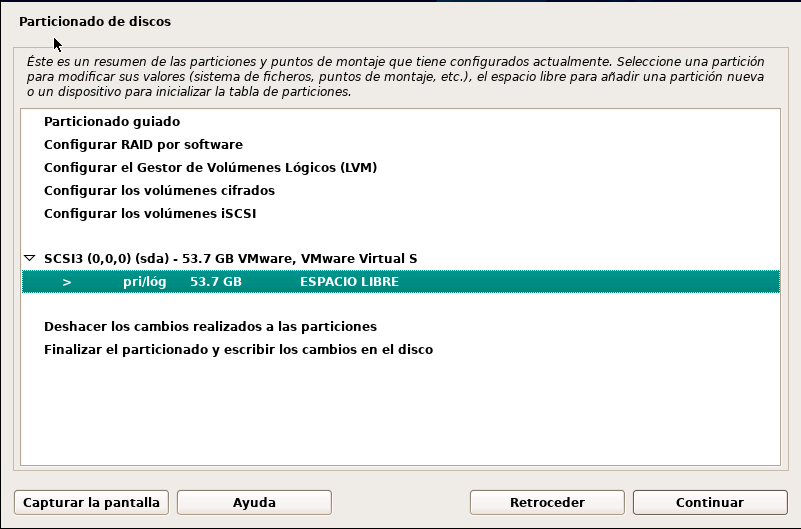 Particionado de discos
Éste es un resumen de las particiones y puntos de montaje que tiene configurados actualmente. Seleccione una partición
para modificar sus valores (sistema de ficheros, puntos de montaje, etc.), el espacio libre para añadir una partición nueva
o un dispositivo para inicializar la tabla de particiones.
Particionado guiado
Configurar RAID por software
Configurar el Gestor de Volúmenes Lógicos (LVM)
Configurar los volúmenes cifrados
Configurar los volúmenes iSCSI
SCSI3 (0,0,0) (sda) - 53.7 GB VMware, VMware Virtual S
> pri/lóg 53.7 GB ESPACIO LIBRE
Deshacer los cambios realizados a las particiones
Finalizar el particionado y escribir los cambios en el disco
Capturar la pantalla Ayuda Retroceder Continuar